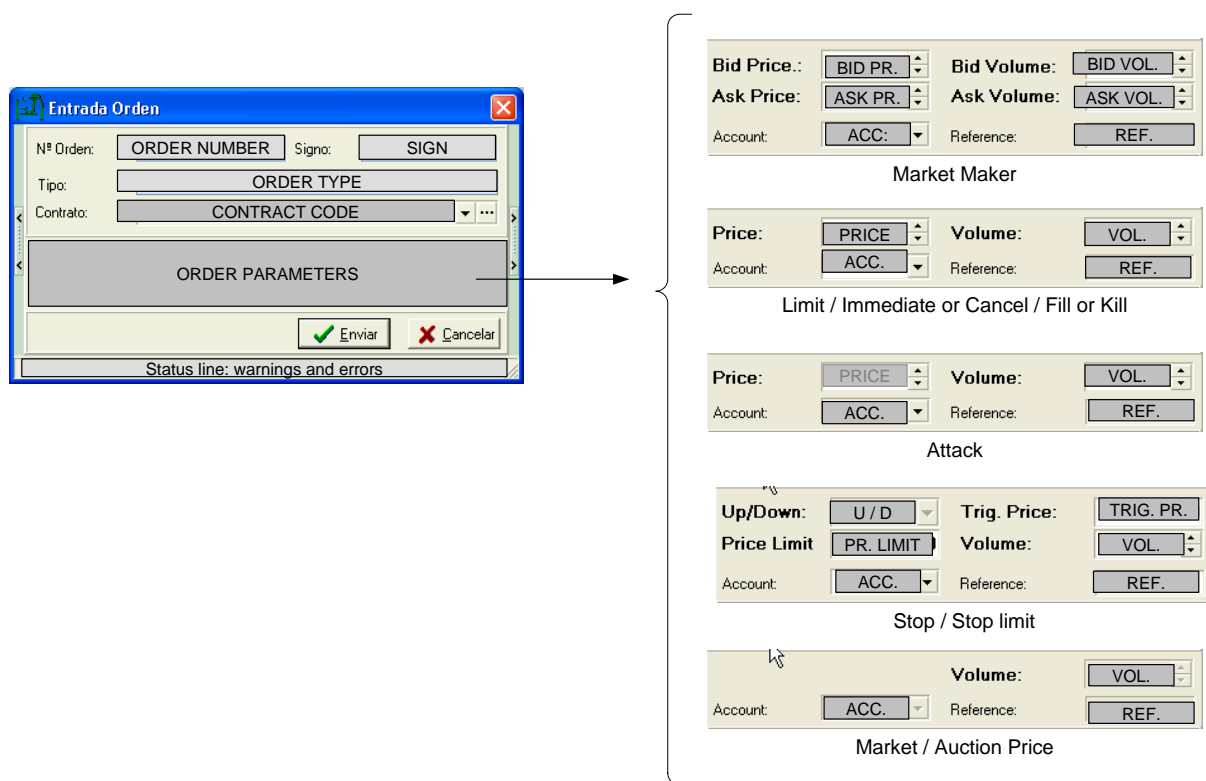 Entrada Orden
Nº Orden: ORDER NUMBER Signo: SIGN
Tipo: ORDER TYPE
Contrato: CONTRACT CODE ...
ORDER PARAMETERS
Enviar Cancelar
Status line: warnings and errors
Bid Price.: BID PR. Bid Volume: BID VOL.
Ask Price: ASK PR. Ask Volume: ASK VOL.
Account: ACC: Reference: REF.
Market Maker
Price: PRICE Volume: VOL.
Account: ACC. Reference: REF.
Limit / Immediate or Cancel / Fill or Kill
Price: PRICE Volume: VOL.
Account: ACC. Reference: REF.
Attack
Up/Down: U / D Trig. Price: TRIG. PR.
Price Limit PR. LIMIT Volume: VOL.
Account: ACC. Reference: REF.
Stop / Stop limit
Volume: VOL.
Account: ACC. Reference: REF.
Market / Auction Price